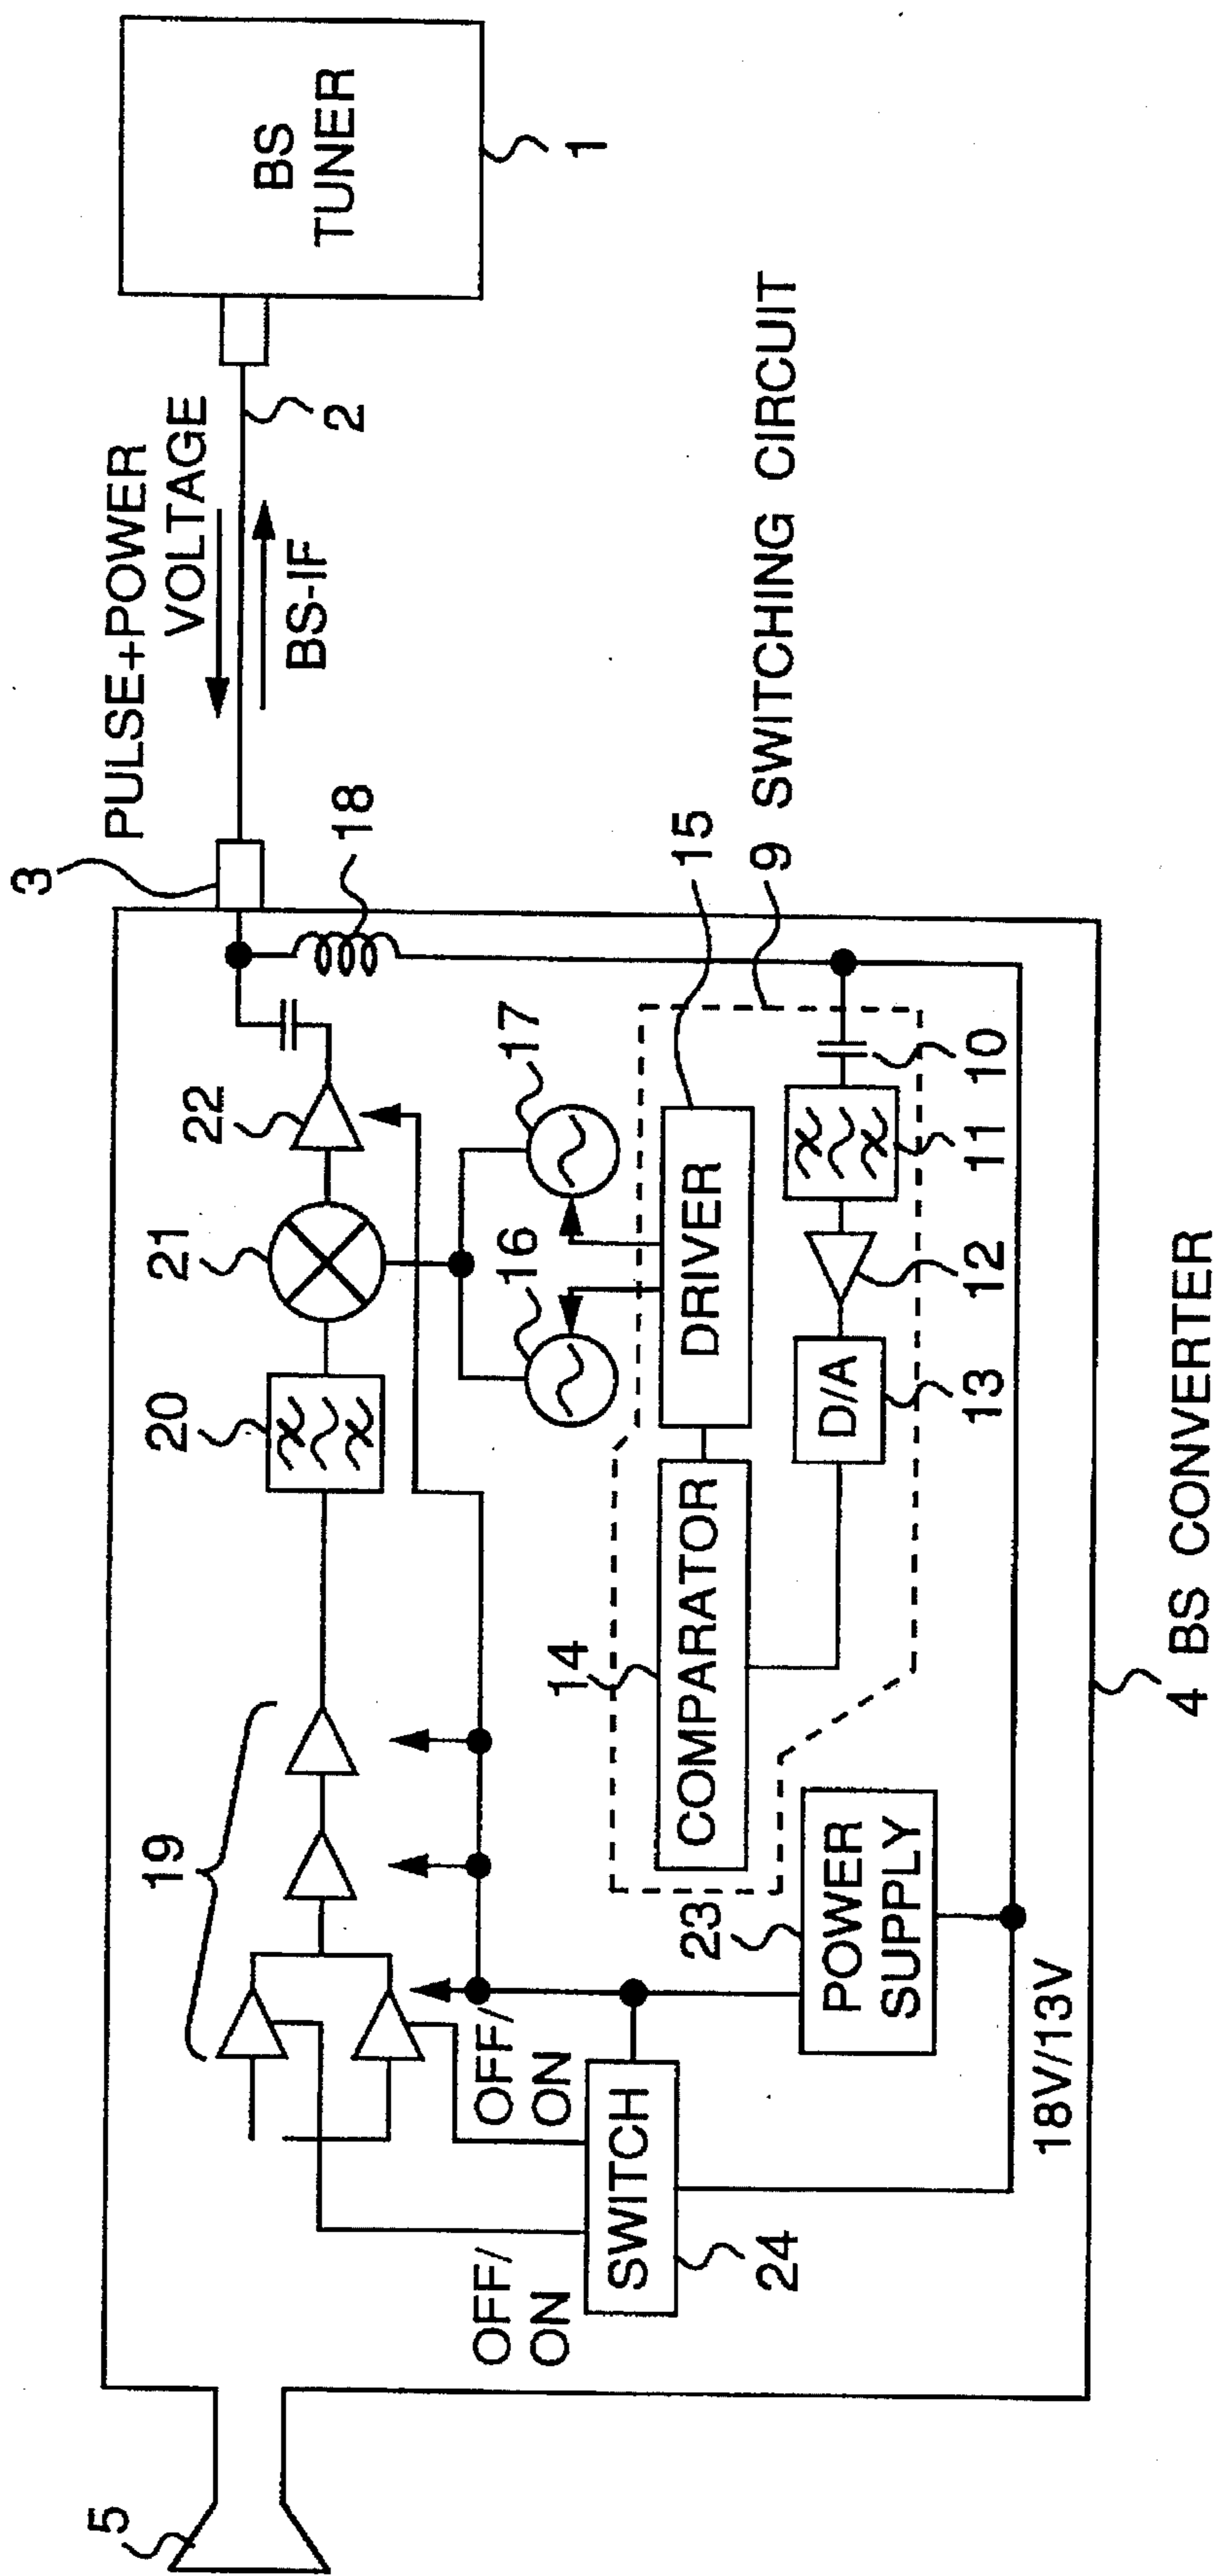 5
19
20
21
22
3
PULSE+POWER
VOLTAGE
BS-IF
2
BS
TUNER
1
18
16
17
OFF/
ON
OFF/
ON
SWITCH
24
23
POWER
SUPPLY
18V/13V
14
COMPARATOR
DRIVER
15
9 SWITCHING CIRCUIT
D/A
13
12
11
10
4 BS CONVERTER